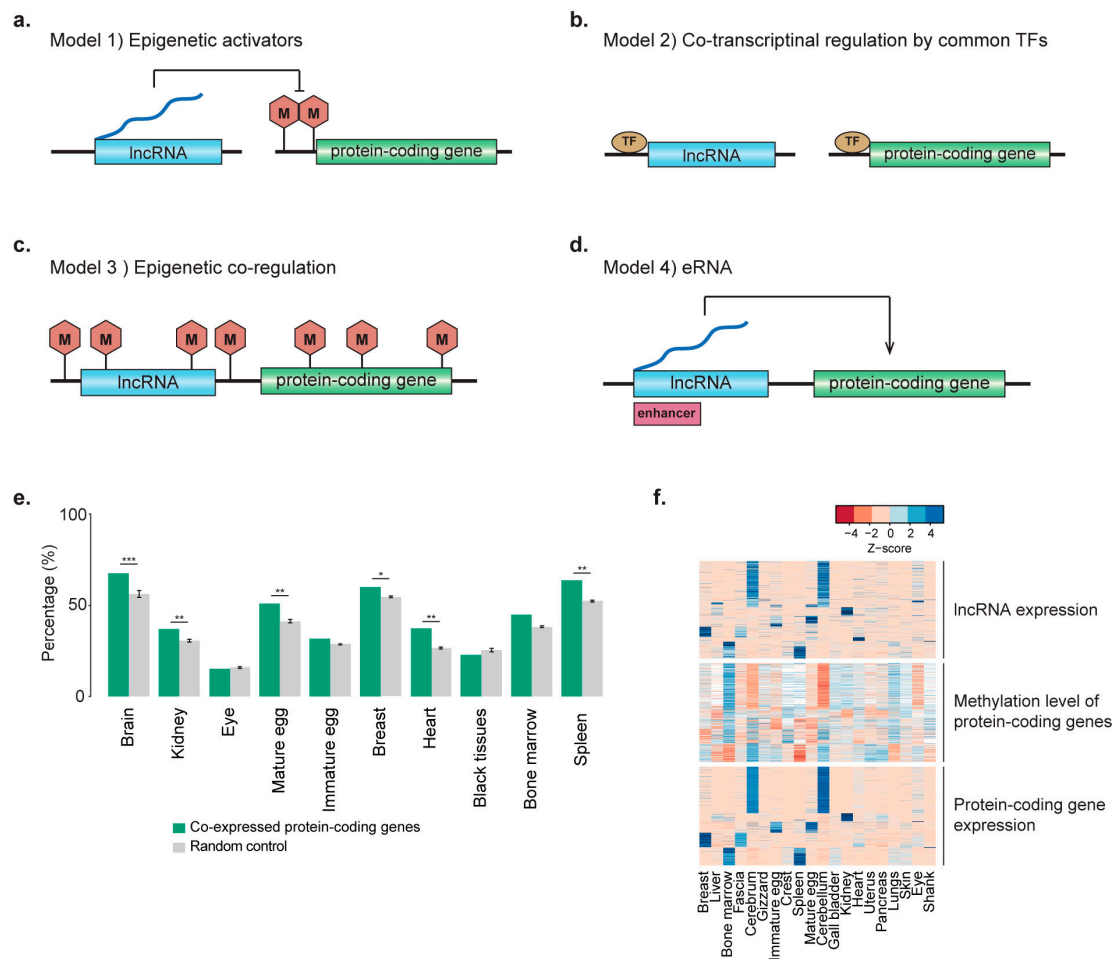 a.
Model 1) Epigenetic activators
M M
lncRNA
protein-coding gene
b.
Model 2) Co-transcriptinal regulation by common TFs
TF
lncRNA
TF
protein-coding gene
c.
Model 3 ) Epigenetic co-regulation
M M M M M M M
lncRNA
protein-coding gene
d.
Model 4) eRNA
lncRNA
protein-coding gene
enhancer
e.
Percentage (%)
100
50
0
***
**
**
*
**
**
Brain
Kidney
Eye
Mature egg
Immature egg
Breast
Heart
Black tissues
Bone marrow
Spleen
Co-expressed protein-coding genes
Random control
f.
−4 −2 0 2 4
Z−score
lncRNA expression
Methylation level of
protein-coding genes
Protein-coding gene
expression
Breast
Liver
Bone marrow
Fascia
Cerebrum
Gizzard
Immature egg
Crest
Spleen
Mature egg
Cerebellum
Gall bladder
Kidney
Heart
Uterus
Pancreas
Lungs
Skin
Eye
Shank